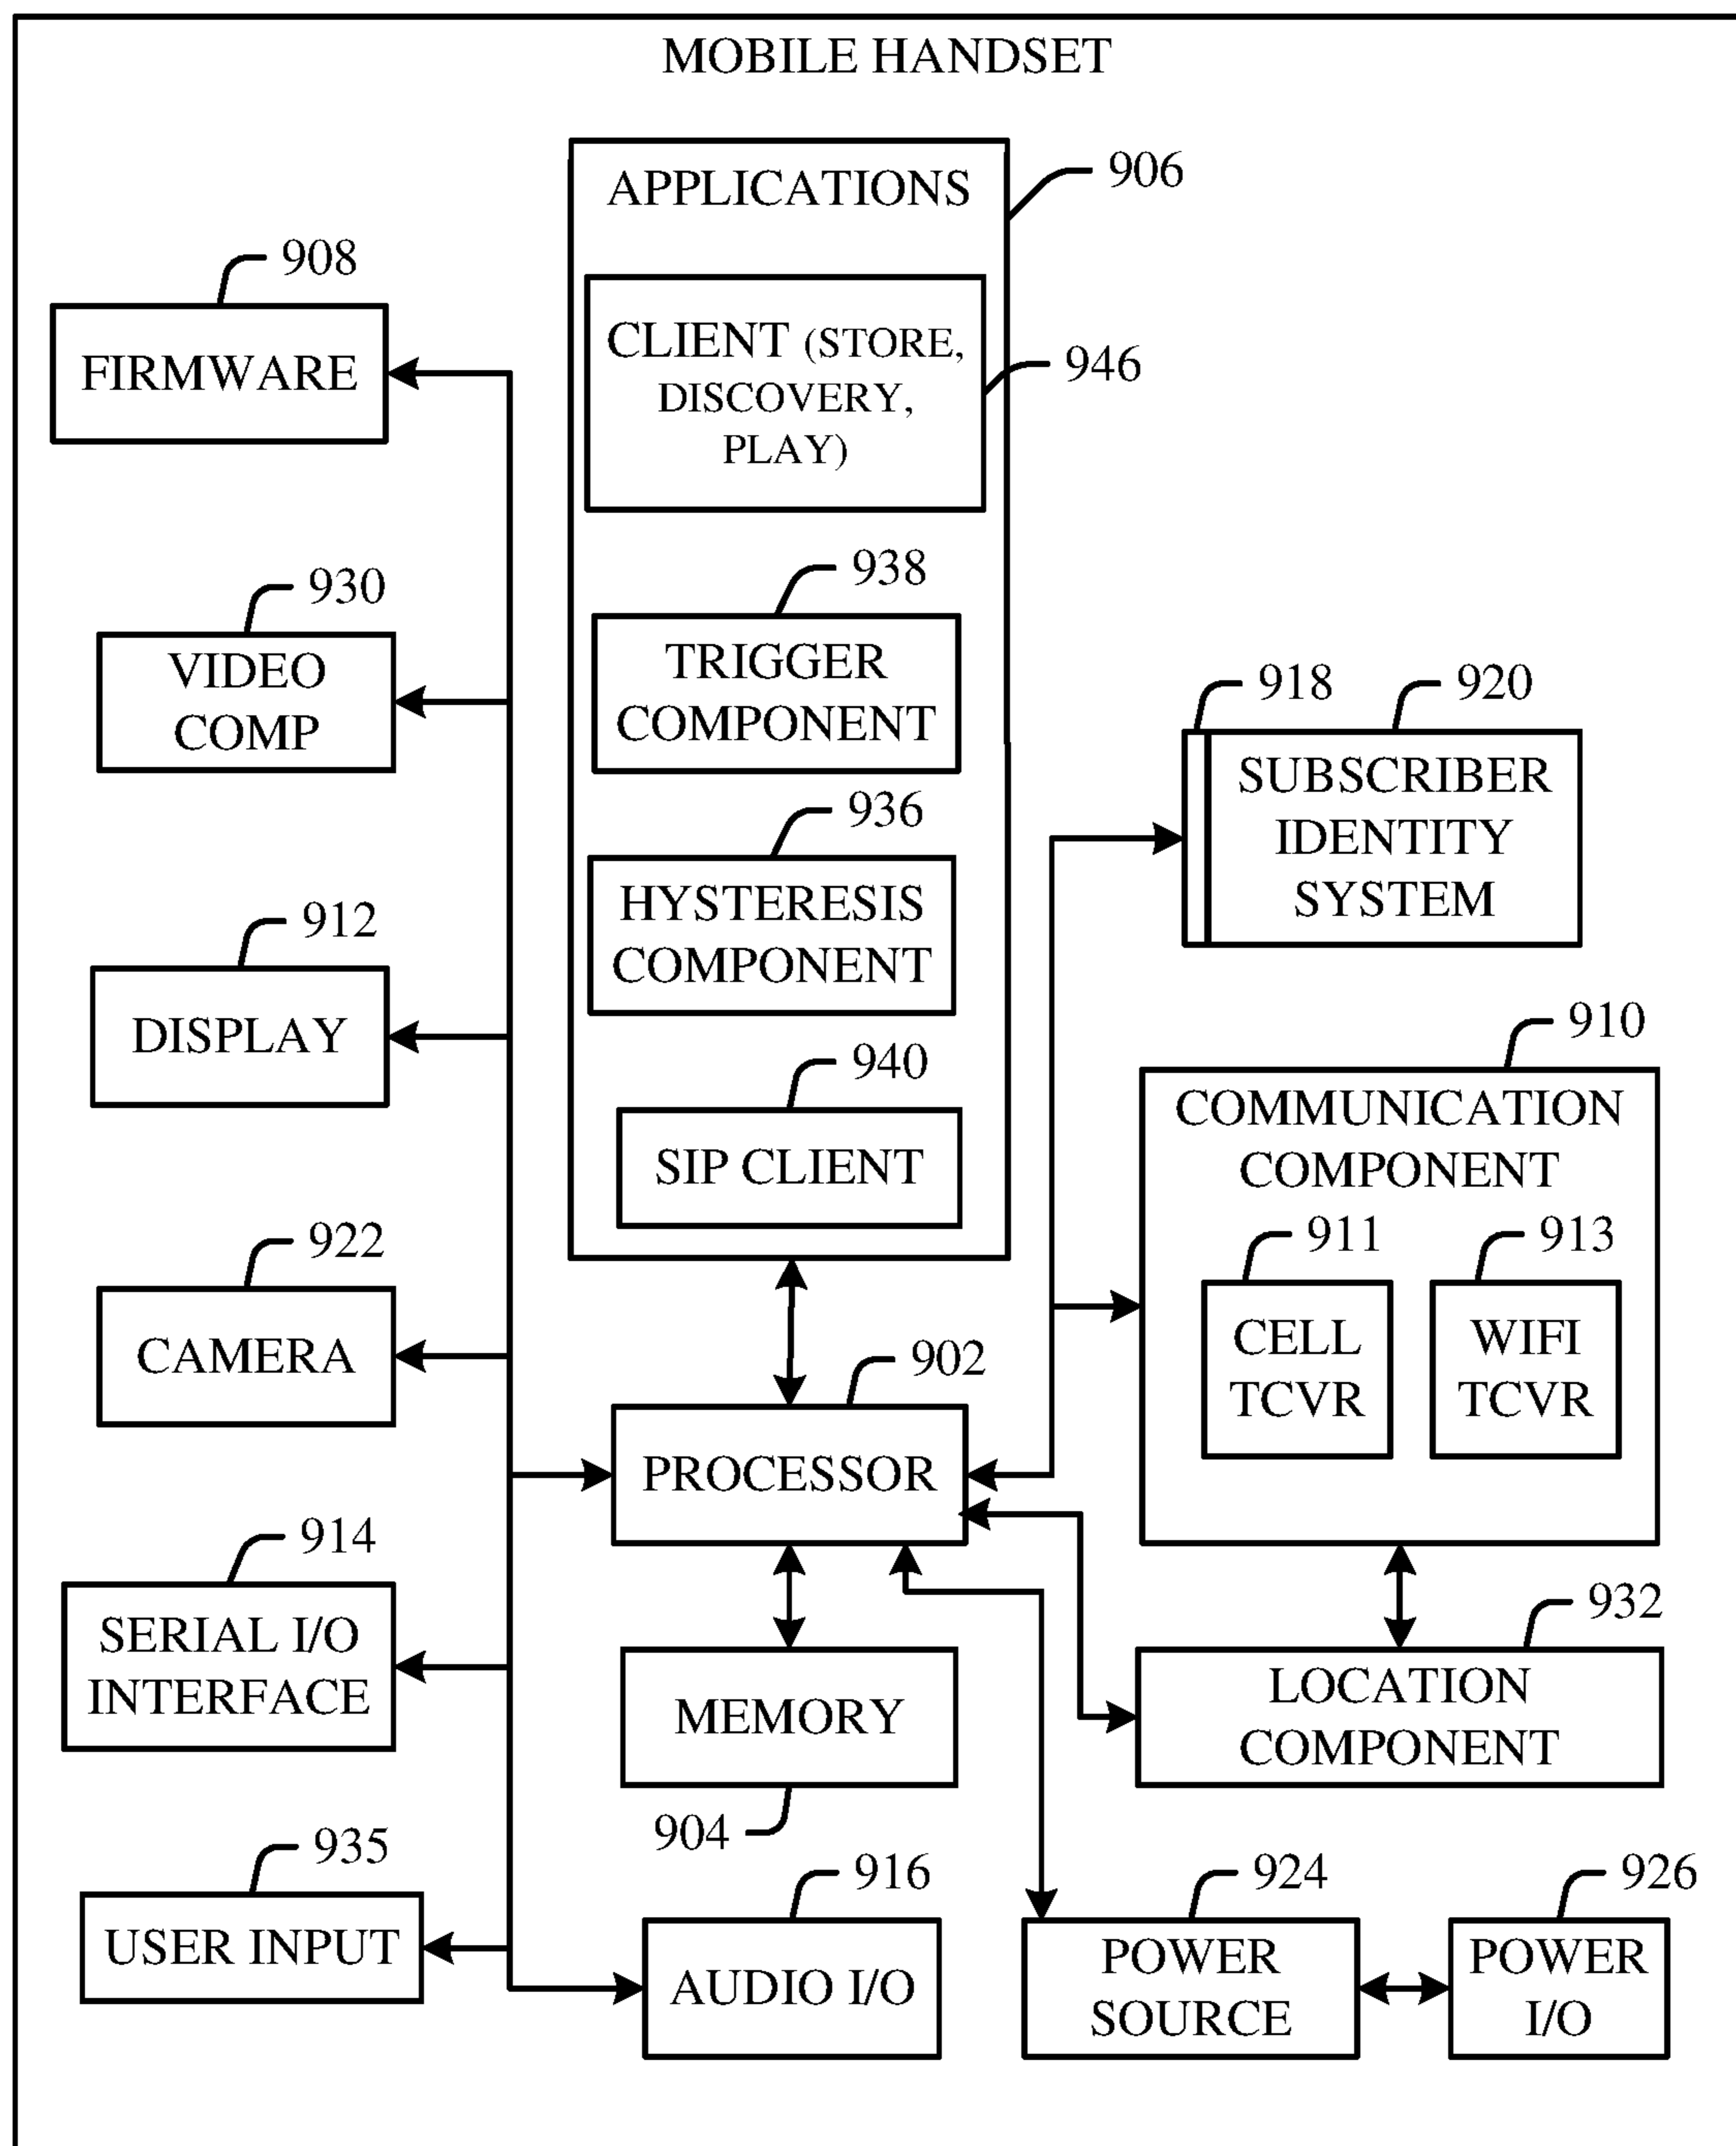 MOBILE HANDSET
906
APPLICATIONS
946
CLIENT (STORE,
DISCOVERY,
PLAY)
938
TRIGGER
COMPONENT
936
HYSTERESIS
COMPONENT
940
SIP CLIENT
908
FIRMWARE
930
VIDEO
COMP
912
DISPLAY
922
CAMERA
914
SERIAL I/O
INTERFACE
935
USER INPUT
902
PROCESSOR
MEMORY
904
916
AUDIO I/O
918
920
SUBSCRIBER
IDENTITY
SYSTEM
910
COMMUNICATION
COMPONENT
911
CELL
TCVR
913
WIFI
TCVR
932
LOCATION
COMPONENT
924
POWER
SOURCE
926
POWER
I/O